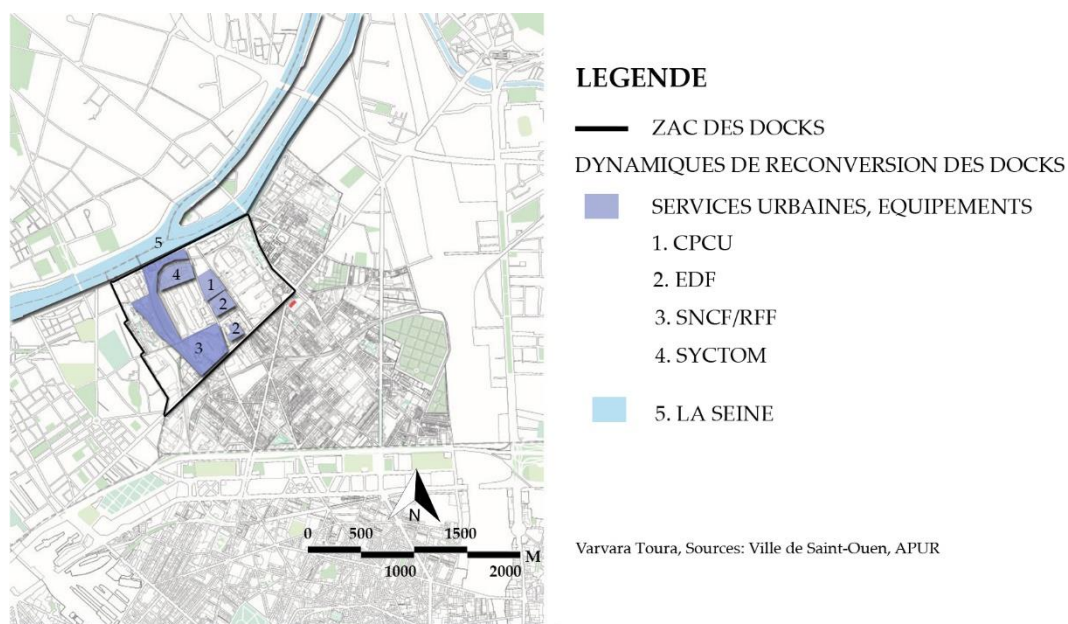 5
4
1
2
2
3
N
0 500 1500
M
1000 2000
LEGENDE
ZAC DES DOCKS
DYNAMIQUES DE RECONVERSION DES DOCKS
SERVICES URBAINES, EQUIPEMENTS
1. CPCU
2. EDF
3. SNCF/RFF
4. SYCTOM
5. LA SEINE
Varvara Toura, Sources: Ville de Saint-Ouen, APUR